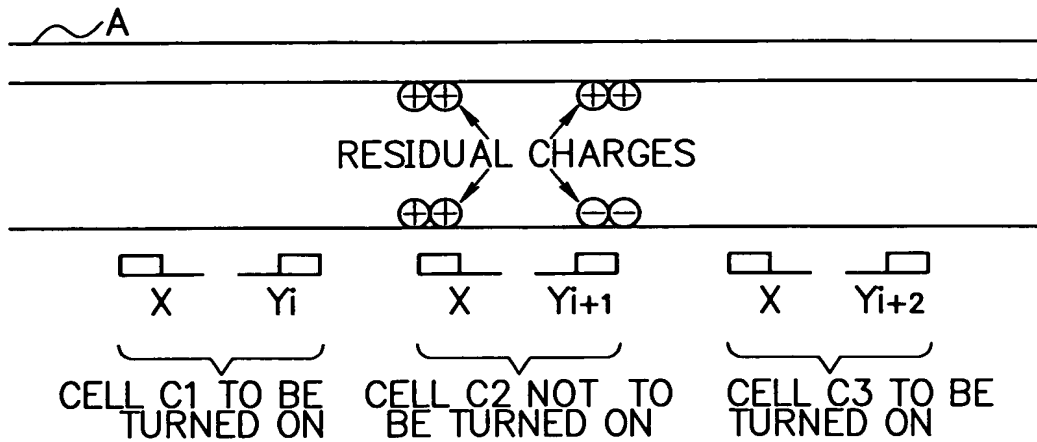 A
⊕⊕ ⊕⊕
RESIDUAL CHARGES
⊕⊕ ⊖⊖
X Yi X Yi+1 X Yi+2
CELL C1 TO BE TURNED ON
CELL C2 NOT TO BE TURNED ON
CELL C3 TO BE TURNED ON